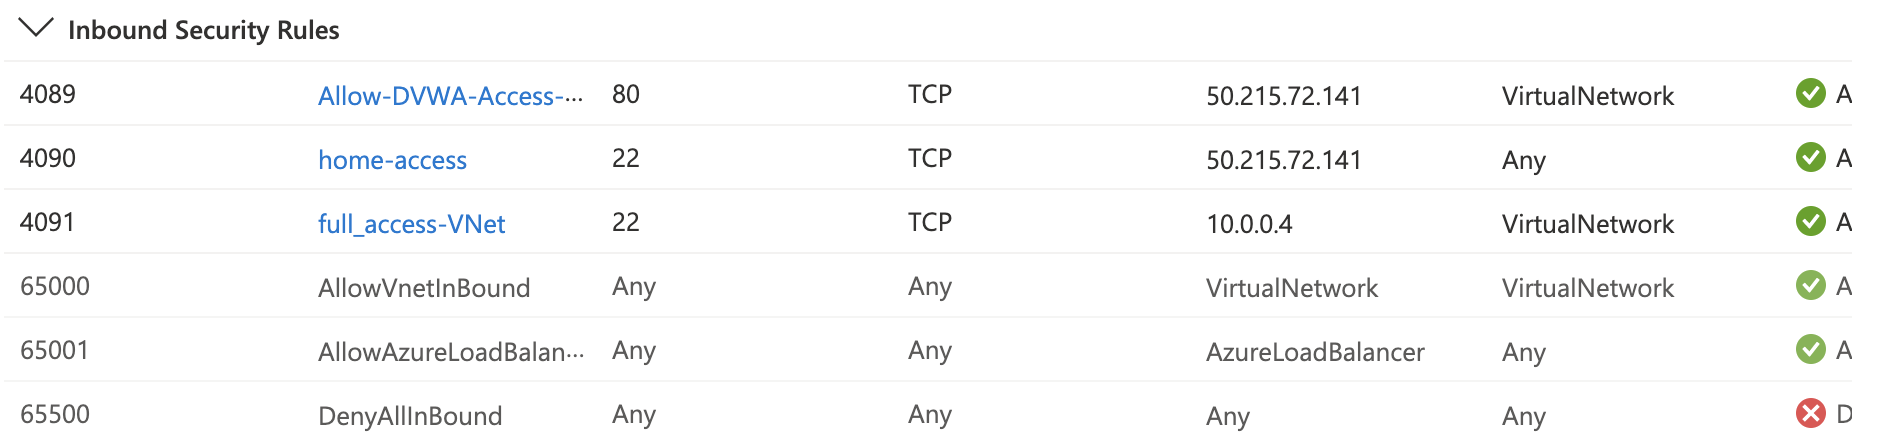 Inbound Security Rules
4089 Allow-DVWA-Access-··· 80 TCP 50.215.72.141 VirtualNetwork A
4090 home-access 22 TCP 50.215.72.141 Any A
4091 full_access-VNet 22 TCP 10.0.0.4 VirtualNetwork A
65000 AllowVnetInBound Any Any VirtualNetwork VirtualNetwork A
65001 AllowAzureLoadBalan··· Any Any AzureLoadBalancer Any A
65500 DenyAllInBound Any Any Any Any D